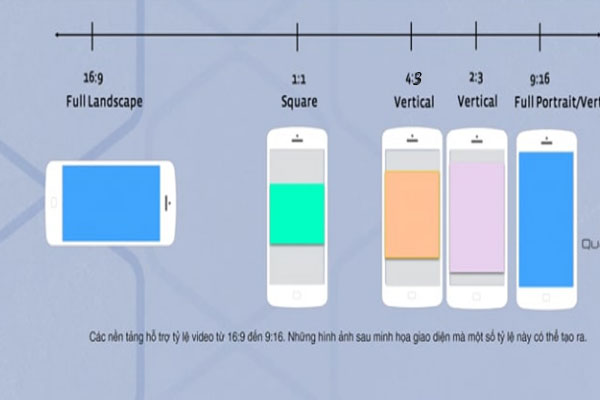 16:9
Full Landscape
1:1
Square
Vertical
2:3
Vertical
9:16
Full Portrait/Vert
Qu
Các nền tảng hỗ trợ tỷ lệ video từ 16:9 đến 9:16. Những hình ảnh sau minh họa giao diện mà một số tỷ lệ này có thể tạo ra.